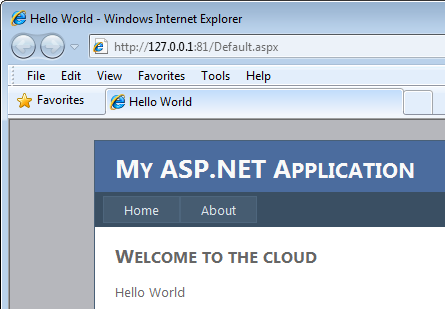 Hello World - Windows Internet Explorer
http://127.0.0.1:81/Default.aspx
File Edit View Favorites Tools Help
Favorites Hello World
My ASP.NET Application
Home About
Welcome to the cloud
Hello World